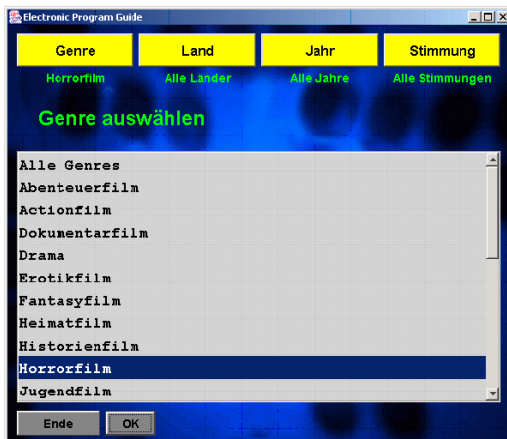 Electronic Program Guide
Genre Land Jahr Stimmung
Horrorfilm Alle Länder Alle Jahre Alle Stimmungen
Genre auswählen
Alle Genres
Abenteuerfilm
Actionfilm
Dokumentarfilm
Drama
Erotikfilm
Fantasyfilm
Heimatfilm
Historienfilm
Horrorfilm
Jugendfilm
Ende OK